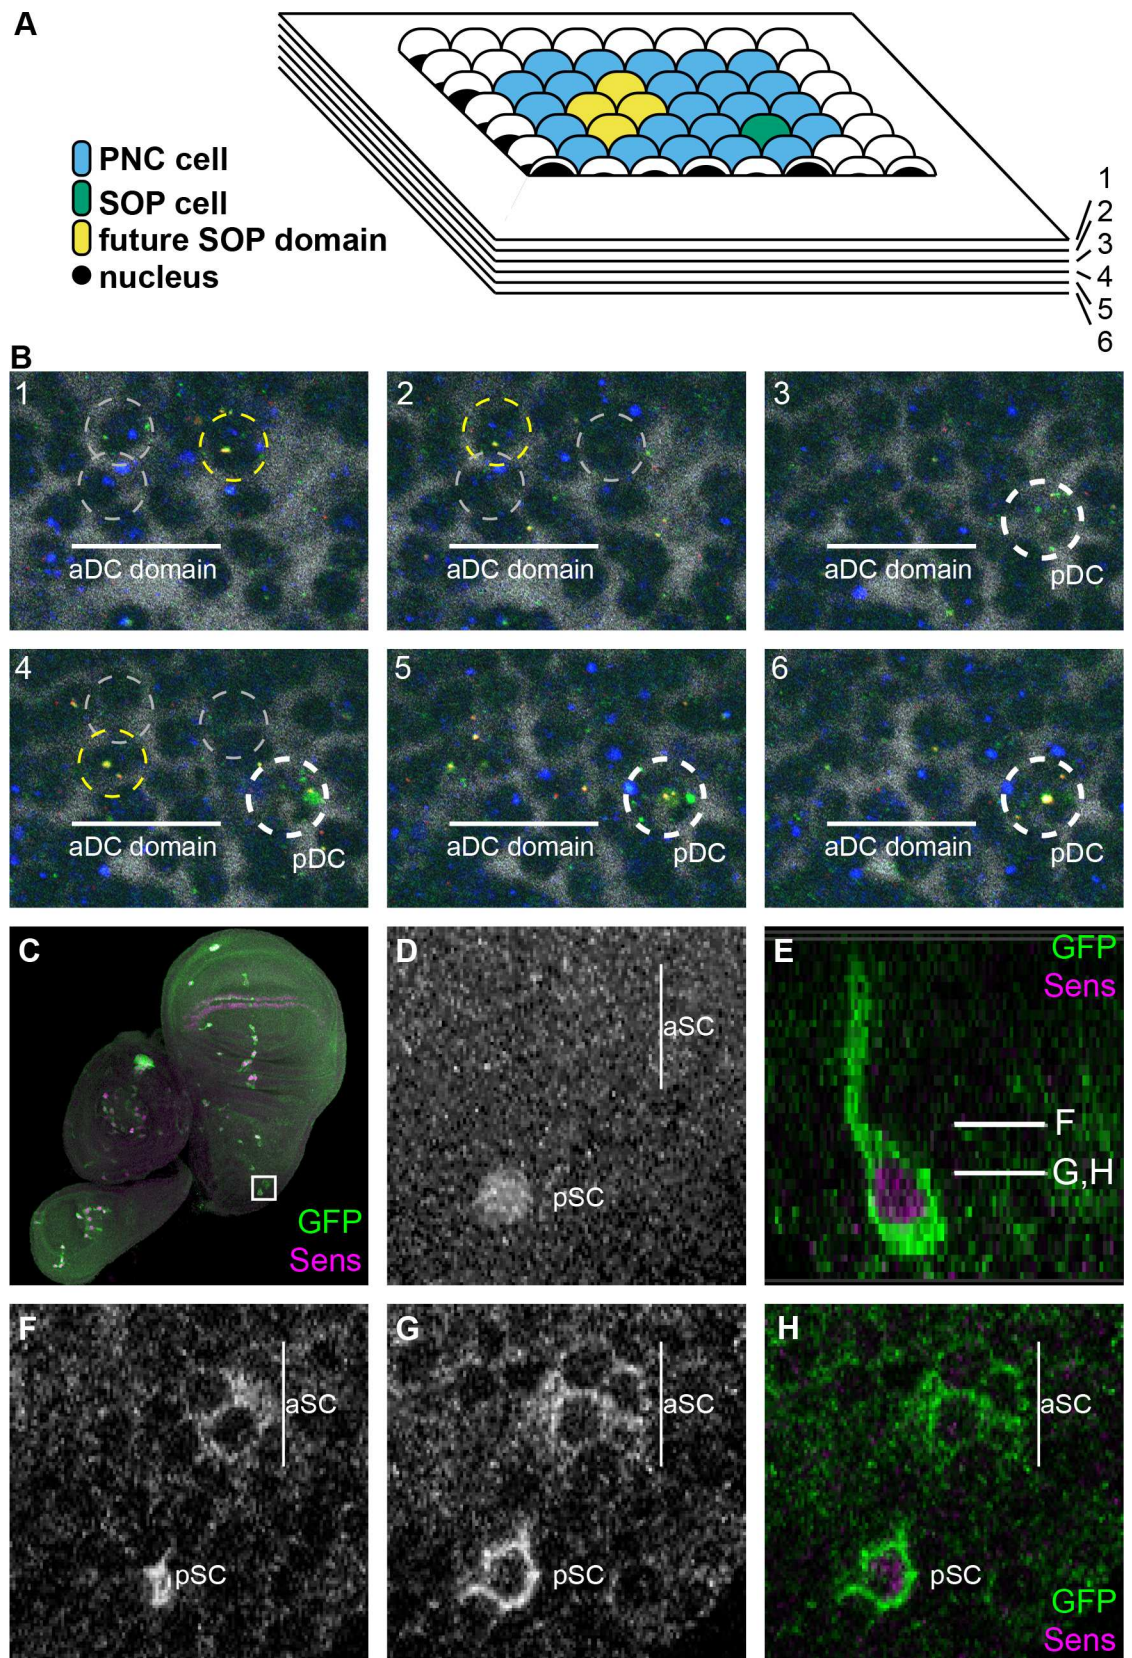 A
PNC cell
SOP cell
future SOP domain
nucleus
1
2
3
4
5
6
B
1
aDC domain
2
aDC domain
3
aDC domain
pDC
4
aDC domain
pDC
5
aDC domain
pDC
6
aDC domain
pDC
C
GFP
Sens
D
aSC
pSC
E
GFP
Sens
F
G,H
F
aSC
pSC
G
aSC
pSC
H
aSC
pSC
GFP
Sens